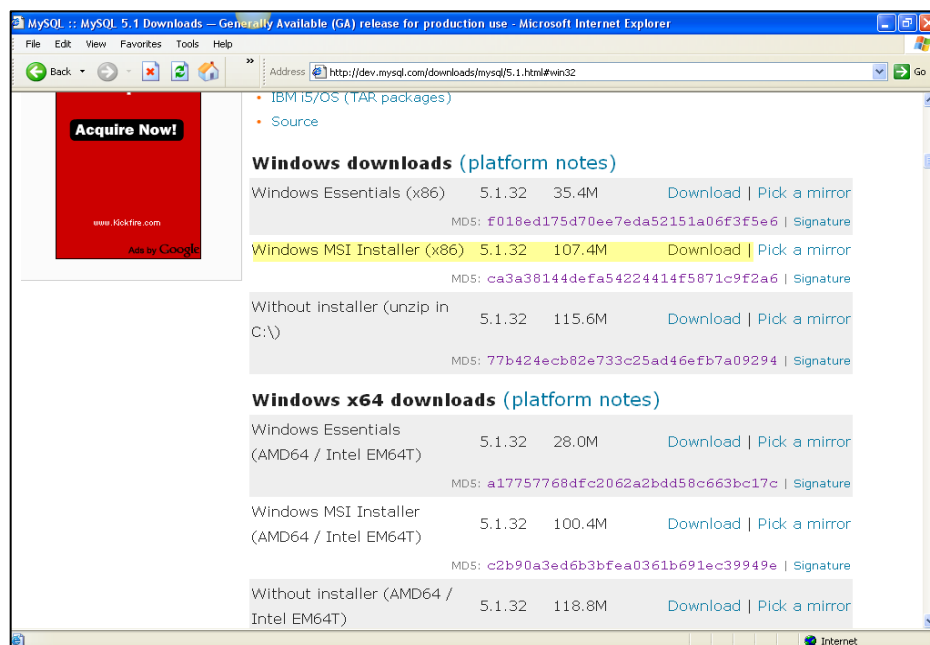 MySQL :: MySQL 5.1 Downloads — Generally Available (GA) release for production use - Microsoft Internet Explorer
File Edit View Favorites Tools Help
Back » Address http://dev.mysql.com/downloads/mysql/5.1.html#win32 Go
• IBM i5/OS (TAR packages)
• Source
Acquire Now!
www.Kickfire.com
Ads by Google
Windows downloads (platform notes)
Windows Essentials (x86) 5.1.32 35.4M Download | Pick a mirror
MD5: f018ed175d70ee7eda52151a06f3f5e6 | Signature
Windows MSI Installer (x86) 5.1.32 107.4M Download | Pick a mirror
MD5: ca3a38144defa54224414f5871c9f2a6 | Signature
Without installer (unzip in
C:\) 5.1.32 115.6M Download | Pick a mirror
MD5: 77b424ecb82e733c25ad46efb7a09294 | Signature
Windows x64 downloads (platform notes)
Windows Essentials
(AMD64 / Intel EM64T) 5.1.32 28.0M Download | Pick a mirror
MD5: a17757768dfc2062a2bdd58c663bc17c | Signature
Windows MSI Installer
(AMD64 / Intel EM64T) 5.1.32 100.4M Download | Pick a mirror
MD5: c2b90a3ed6b3bfea0361b691ec39949e | Signature
Without installer (AMD64 /
Intel EM64T) 5.1.32 118.8M Download | Pick a mirror
Internet